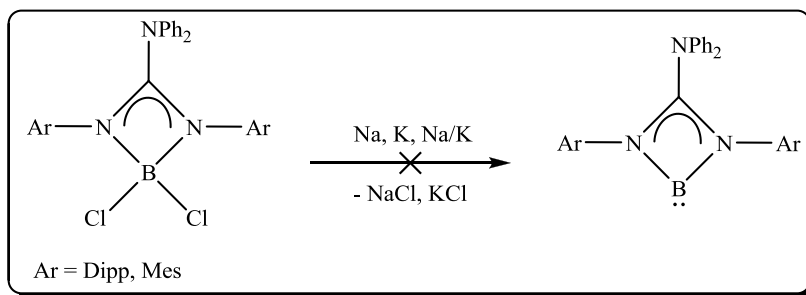 NPh2
Ar
N
N
Ar
B
Cl
Cl
Na, K, Na/K
- NaCl, KCl
NPh2
Ar
N
N
Ar
B
Ar = Dipp, Mes